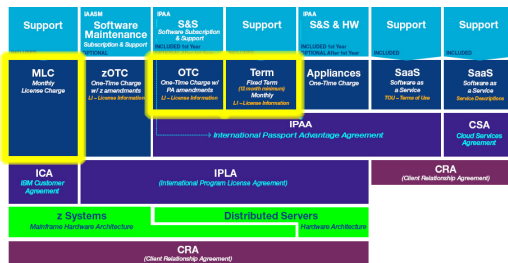 Support
IAASM
Software
Maintenance
Subscription & Support
IPAA
S&S
Software Subscription
& Support
INCLUDED 1st Year
Support
IPAA
S&S & HW
INCLUDED 1st Year
OPTIONAL After 1st Year
Support
INCLUDED
Support
INCLUDED
MLC
Monthly
License Charge
zOTC
One-Time Charge
w/ z amendments
LI – License Information
OTC
One-Time Charge w/
PA amendments
LI – License Information
Term
Fixed Term
(12 month minimum)
Monthly
LI – License Information
Appliances
One-Time Charge
SaaS
Software as
a Service
TOU – Terms of Use
SaaS
Software as
a Service
Service Descriptions
IPAA
International Passport Advantage Agreement
CSA
Cloud Services
Agreement
ICA
IBM Customer
Agreement
IPLA
(International Program License Agreement)
CRA
(Client Relationship Agreement)
z Systems
Mainframe Hardware Architecture
Distributed Servers
Hardware Architecture
CRA
(Client Relationship Agreement)